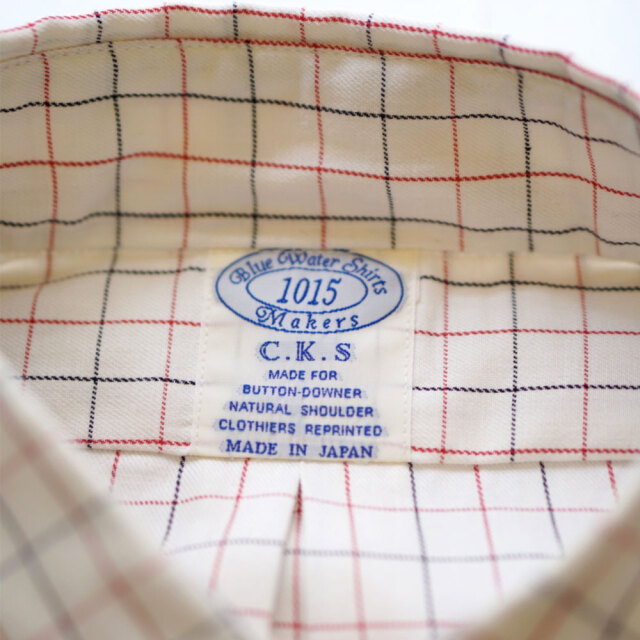 Blue Water Shirts
1015
Makers
C.K.S
MADE FOR
BUTTON-DOWNER
NATURAL SHOULDER
CLOTHIERS REPRINTED
MADE IN JAPAN